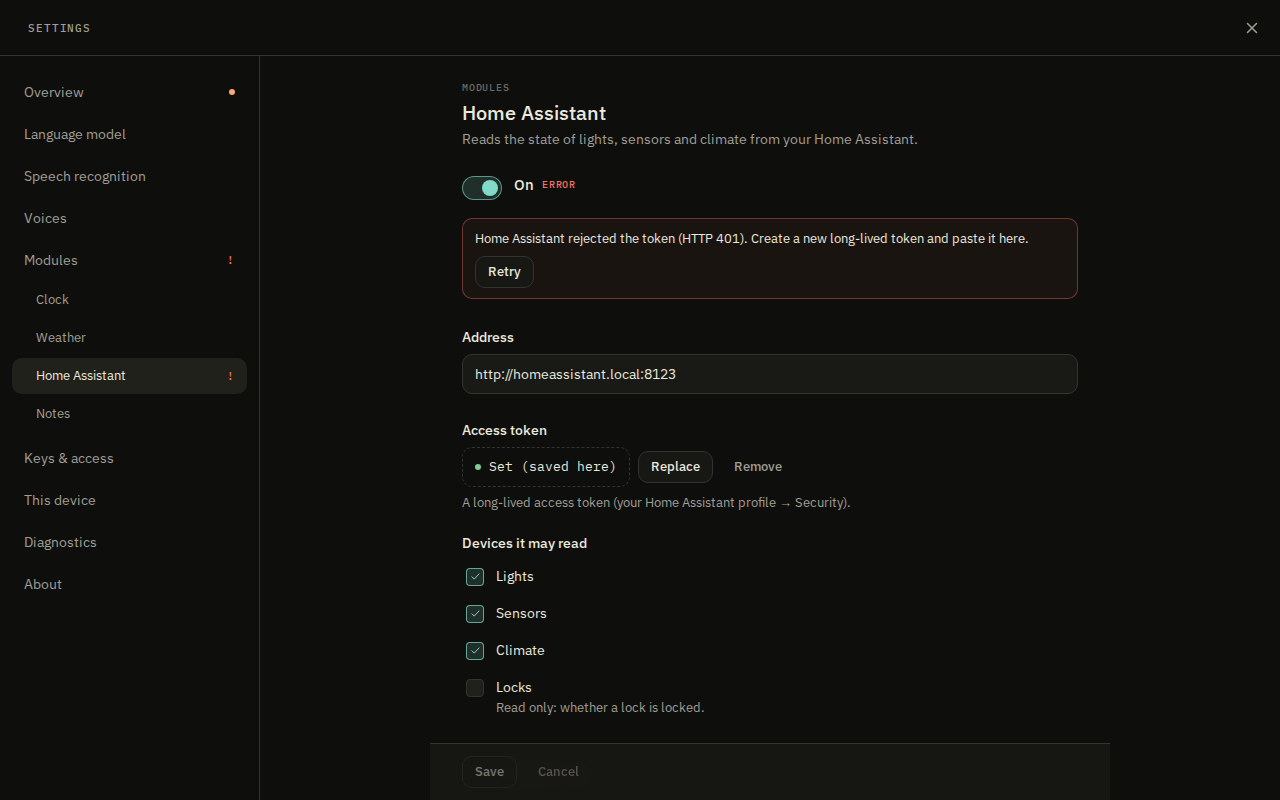 SETTINGS
Overview
Language model
Speech recognition
Voices
Modules !
Clock
Weather
Home Assistant !
Notes
Keys & access
This device
Diagnostics
About
MODULES
Home Assistant
Reads the state of lights, sensors and climate from your Home Assistant.
On ERROR
Home Assistant rejected the token (HTTP 401). Create a new long-lived token and paste it here.
Retry
Address
http://homeassistant.local:8123
Access token
Set (saved here) Replace Remove
A long-lived access token (your Home Assistant profile → Security).
Devices it may read
Lights
Sensors
Climate
Locks
Read only: whether a lock is locked.
Save Cancel